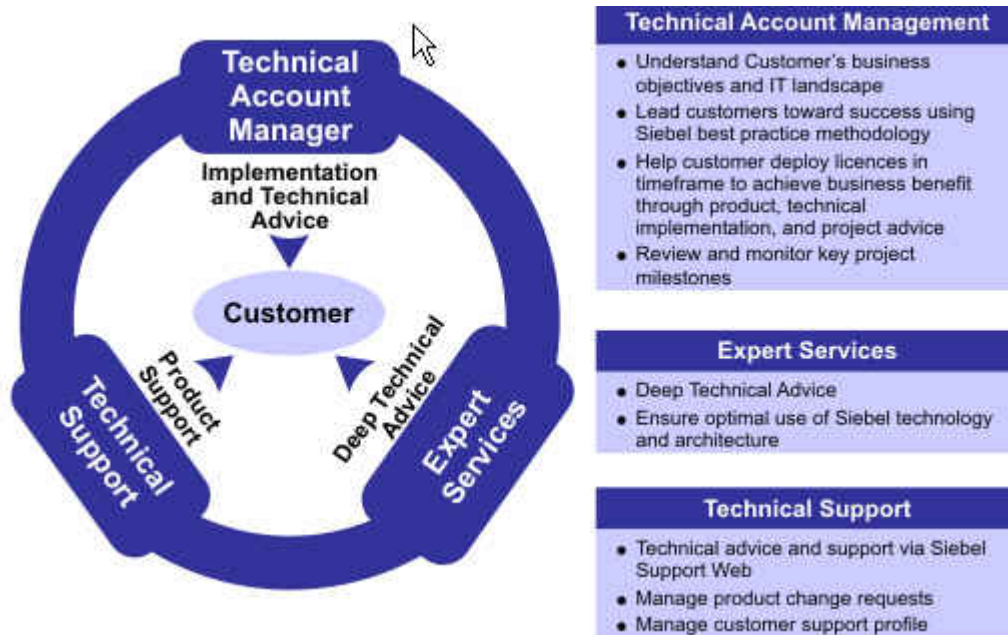 Technical
Account
Manager
Implementation
and Technical
Advice
Customer
Product
Support
Technical
Support
Deep Technical
Advice
Expert
Services
Technical Account Management
● Understand Customer's business
objectives and IT landscape
● Lead customers toward success using
Siebel best practice methodology
● Help customer deploy licences in
timeframe to achieve business benefit
through product, technical
implementation, and project advice
● Review and monitor key project
milestones
Expert Services
● Deep Technical Advice
● Ensure optimal use of Siebel technology
and architecture
Technical Support
● Technical advice and support via Siebel
Support Web
● Manage product change requests
● Manage customer support profile